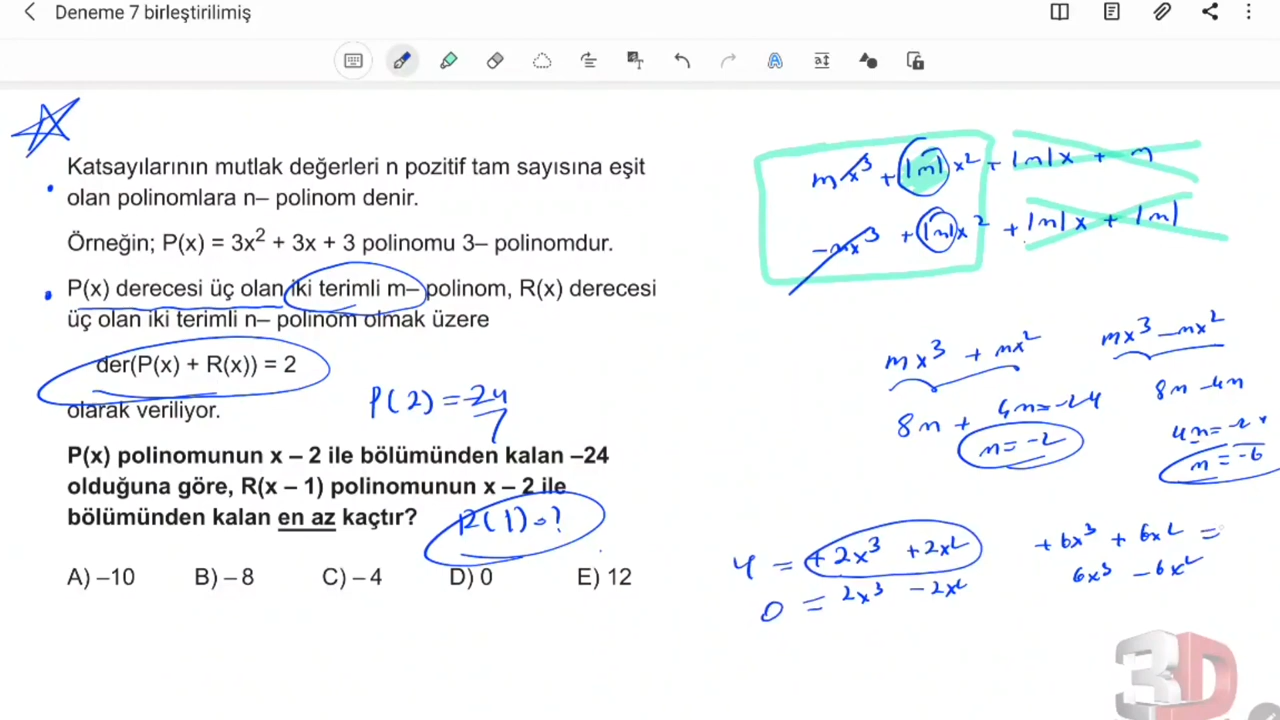 Deneme 7 birleştirilmiş
Katsayılarının mutlak değerleri n pozitif tam sayısına eşit
olan polinomlara n– polinom denir.
Örneğin; P(x) = 3x² + 3x + 3 polinomu 3– polinomdur.
P(x) derecesi üç olan iki terimli m– polinom, R(x) derecesi
üç olan iki terimli n– polinom olmak üzere
der(P(x) + R(x)) = 2
olarak veriliyor.
P(2) = -24
P(x) polinomunun x – 2 ile bölümünden kalan –24
olduğuna göre, R(x – 1) polinomunun x – 2 ile
bölümünden kalan en az kaçtır?
R(1) = ?
A) –10 B) – 8 C) – 4 D) 0 E) 12
mx³ + |n|x² + |n|x + n
-mx³ + |n|x² + |n|x + |n|
mx³ + mx²
8m + 4m = -24
m = -2
mx³ - mx²
8m - 4m
m = -6
4 = +2x³ +2x²
0 = 2x³ - 2x²
+ 6x³ + 6x² =
6x³ - 6x²
3D